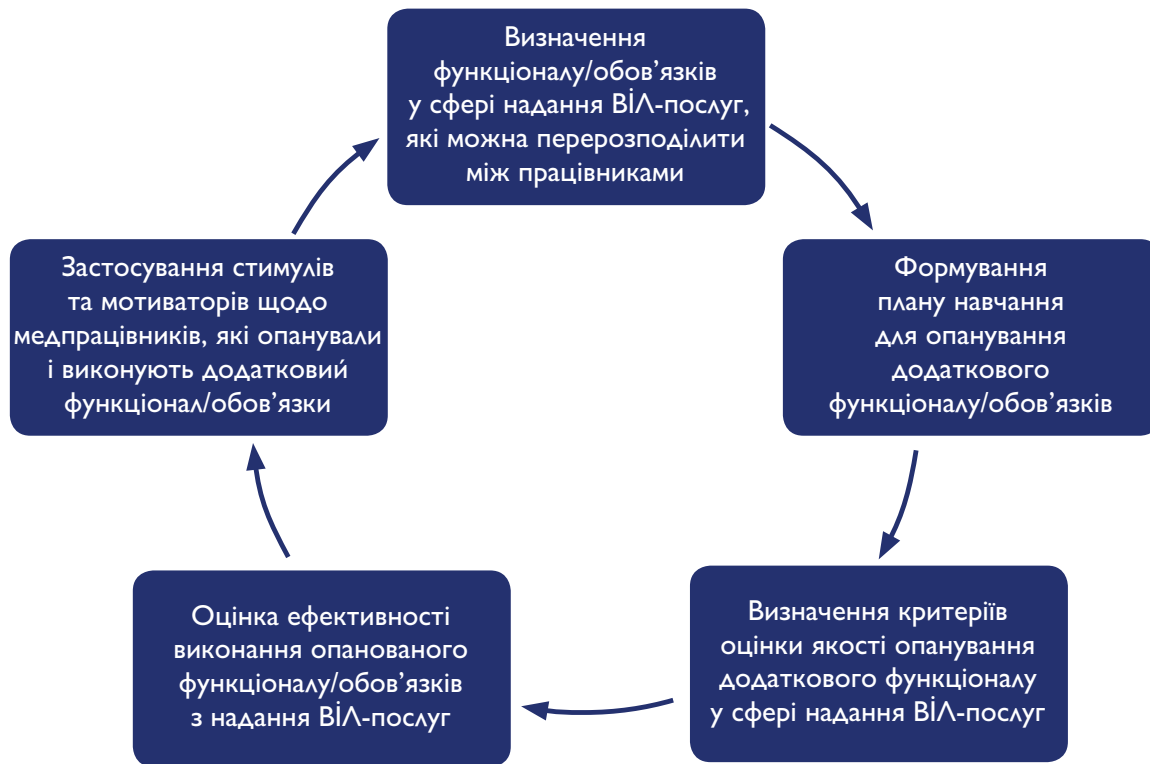 Визначення
функціоналу/обов’язків
у сфері надання ВІЛ-послуг,
які можна перерозподілити
між працівниками
Формування
плану навчання
для опанування
додаткового
функціоналу/обов’язків
Визначення критеріїв
оцінки якості опанування
додаткового функціоналу
у сфері надання ВІЛ-послуг
Оцінка ефективності
виконання опанованого
функціоналу/обов’язків
з надання ВІЛ-послуг
Застосування стимулів
та мотиваторів щодо
медпрацівників, які опанували
і виконують додатковий
функціонал/обов’язки